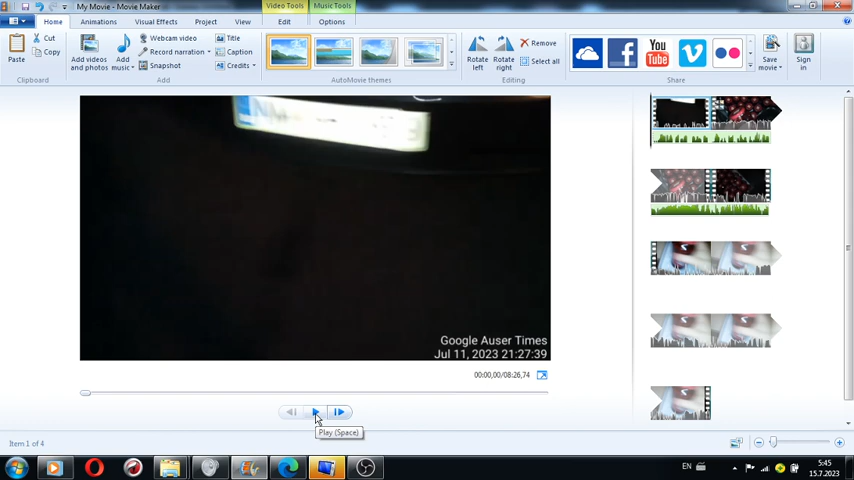 My Movie - Movie Maker
Video Tools
Music Tools
Home
Animations
Visual Effects
Project
View
Edit
Options
Paste
Cut
Copy
Clipboard
Add videos
and photos
Add
music
Webcam video
Record narration
Snapshot
Title
Caption
Credits
Add
AutoMovie themes
Rotate
left
Rotate
right
Remove
Select all
Editing
You
Tube
Share
Save
movie
Sign
in
Google Auser Times
Jul 11, 2023 21:27:39
00:00,00/08:26,74
Play (Space)
Item 1 of 4
EN
5:45
15.7.2023